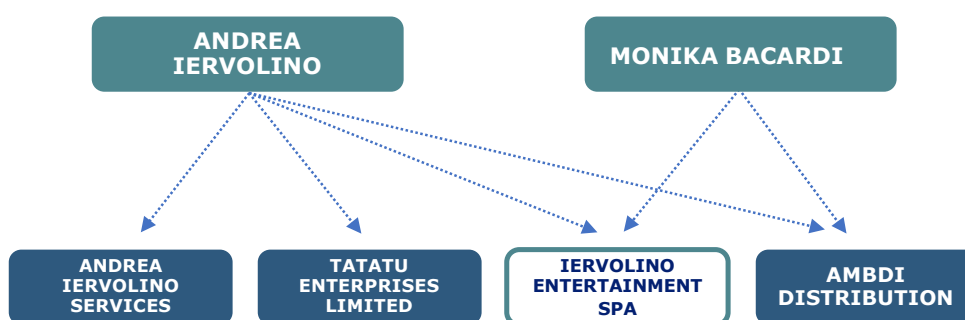 ANDREA
IERVOLINO
MONIKA BACARDI
ANDREA
IERVOLINO
SERVICES
TATATU
ENTERPRISES
LIMITED
IERVOLINO
ENTERTAINMENT
SPA
AMBDI
DISTRIBUTION